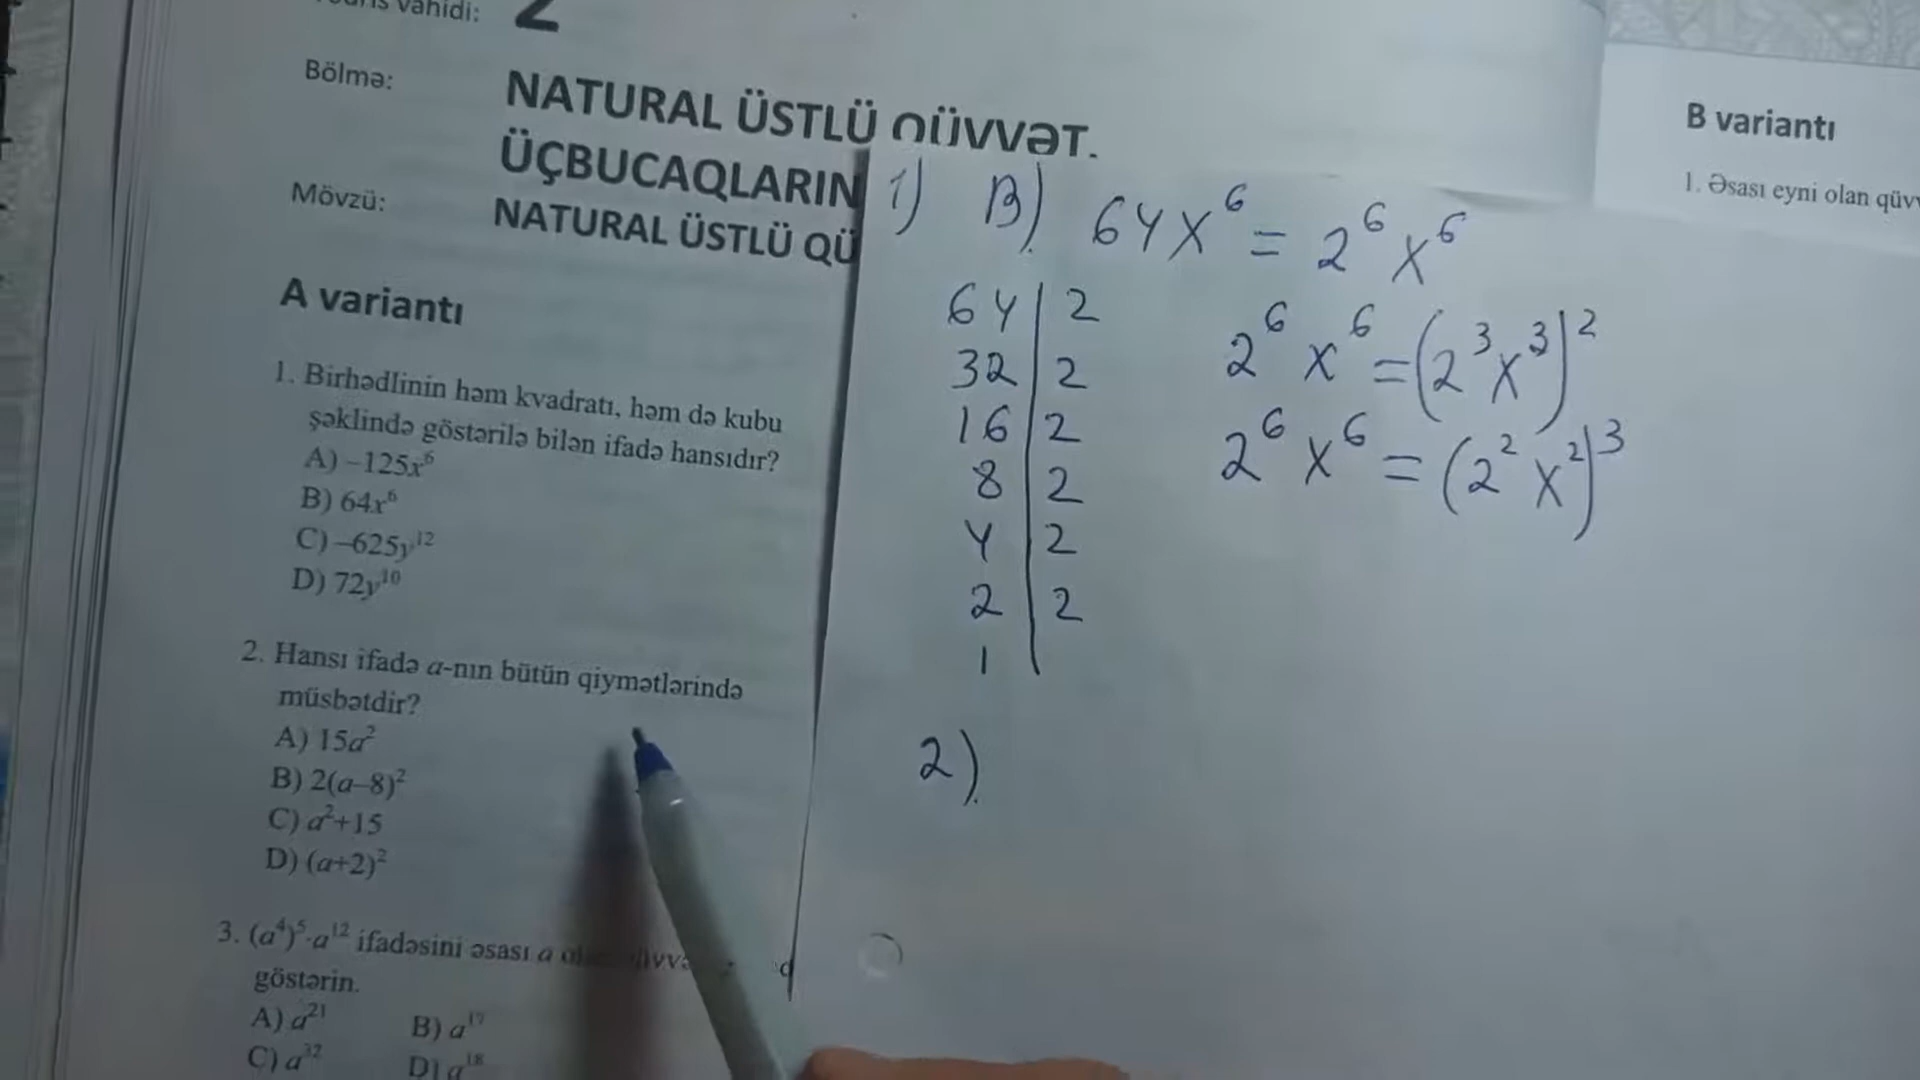 vahidi: 2
Bölmə: NATURAL ÜSTLÜ QÜVVƏT.
ÜÇBUCAQLARIN
Mövzü: NATURAL ÜSTLÜ QÜ
A variantı
1. Birhədlinin həm kvadratı, həm də kubu
şəklində göstərilə bilən ifadə hansıdır?
A) –125x⁶
B) 64x⁶
C) –625y¹²
D) 72y¹⁰
2. Hansı ifadə a-nın bütün qiymətlərində
müsbətdir?
A) 15a²
B) 2(a–8)²
C) a²+15
D) (a+2)²
3. (a⁴)⁵·a¹² ifadəsini əsası a
göstərin.
A) a²¹ B) a¹⁷
C) a³² D) a¹⁸
1) B) 64x⁶ = 2⁶x⁶
64 | 2
32 | 2
16 | 2
8 | 2
4 | 2
2 | 2
1 |
2⁶x⁶ = (2³x³)²
2⁶x⁶ = (2²x²)³
2)
B variantı
1. Əsası eyni olan qüvv